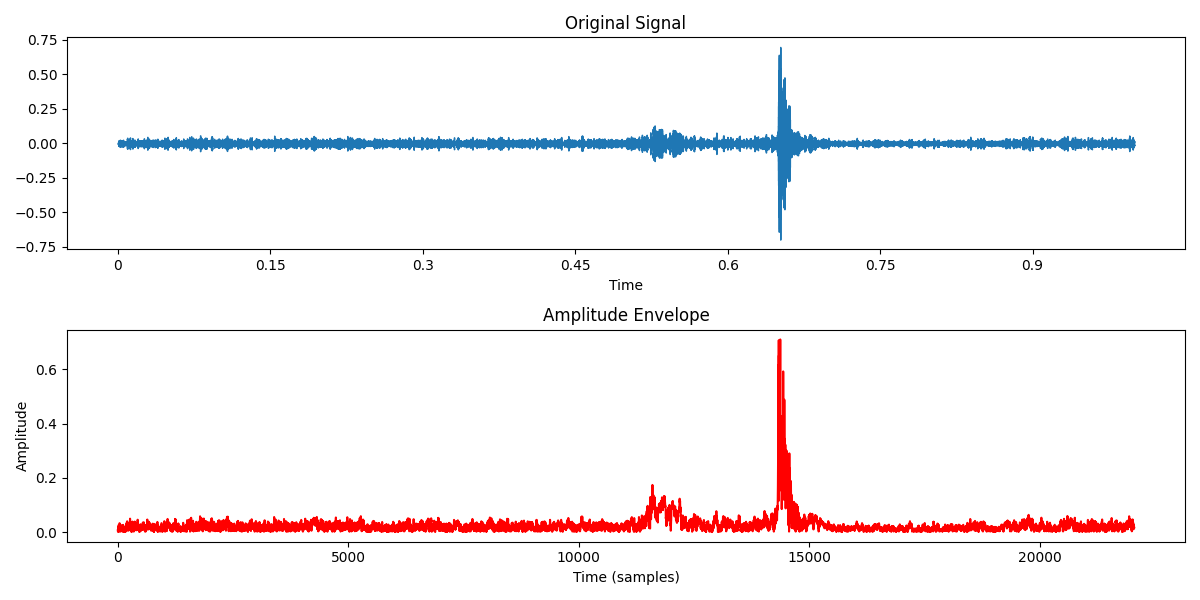 Original Signal
0.75
0.50
0.25
0.00
−0.25
−0.50
−0.75
0 0.15 0.3 0.45 0.6 0.75 0.9
Time
Amplitude Envelope
0.6
0.4
0.2
0.0
Amplitude
0 5000 10000 15000 20000
Time (samples)